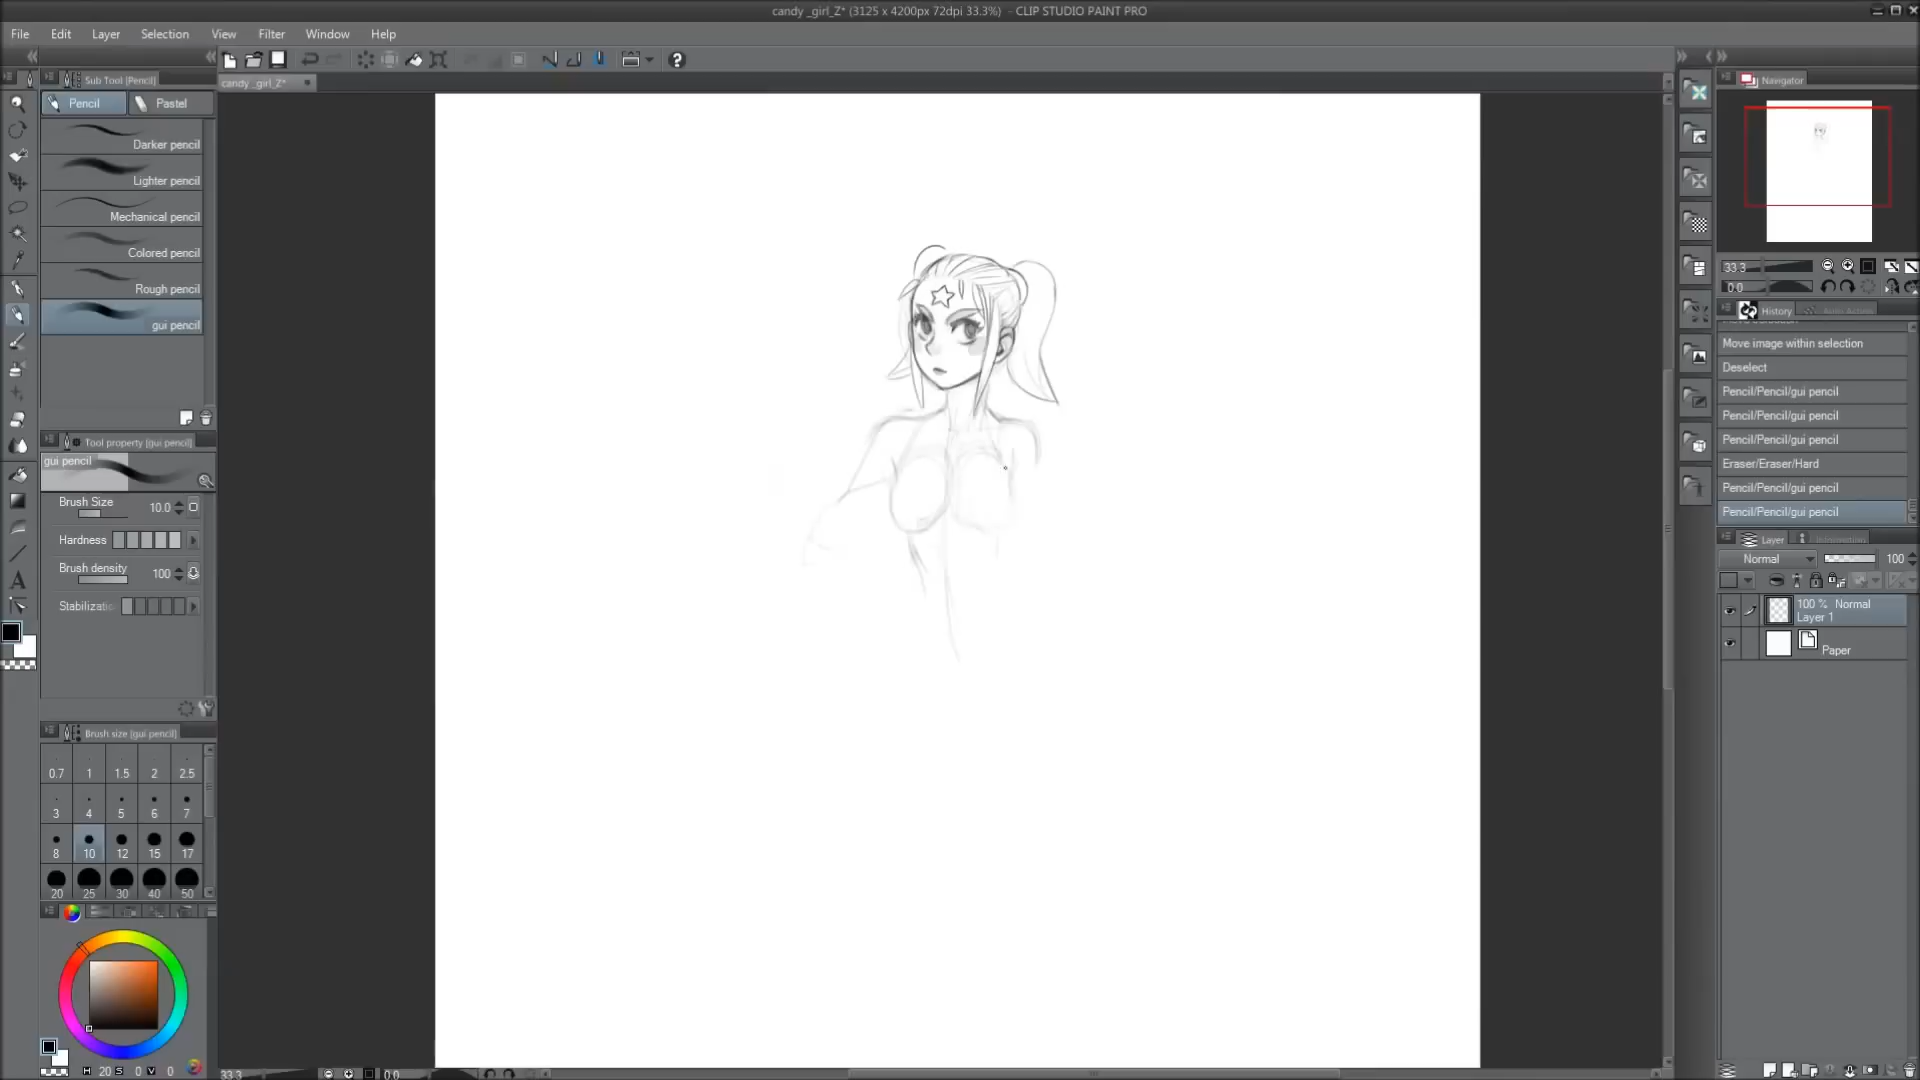 candy _girl_Z* (3125 x 4200px 72dpi 33.3%) - CLIP STUDIO PAINT PRO
File Edit Layer Selection View Filter Window Help
candy _girl_Z*
Sub Tool (Pencil)
Pencil Pastel
Darker pencil
Lighter pencil
Mechanical pencil
Colored pencil
Rough pencil
gui pencil
Tool property (gui pencil)
gui pencil
Brush Size 10.0
Hardness
Brush density 100
Stabilizatic
Brush size (gui pencil)
0.7 1 1.5 2 2.5
3 4 5 6 7
8 10 12 15 17
20 25 30 40 50
H 20 S 0 V 0
33.3 0.0
Navigator
33.3
0.0
History Auto Action
Move image within selection
Deselect
Pencil/Pencil/gui pencil
Pencil/Pencil/gui pencil
Pencil/Pencil/gui pencil
Eraser/Eraser/Hard
Pencil/Pencil/gui pencil
Pencil/Pencil/gui pencil
Layer Information
Normal 100
100 % Normal
Layer 1
Paper